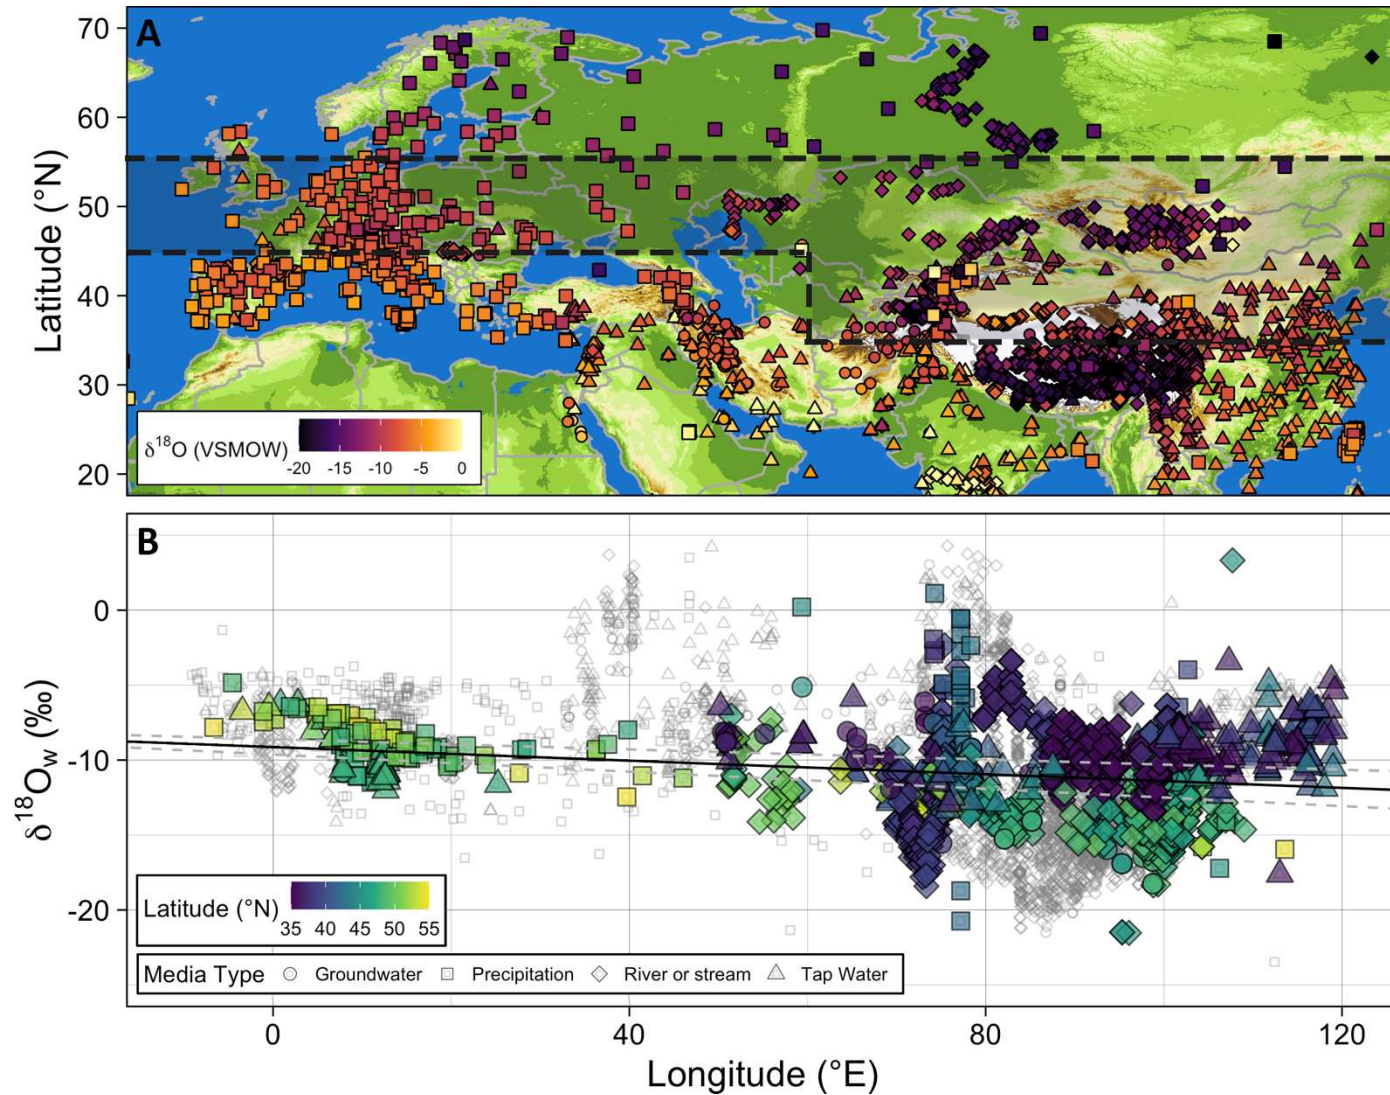 A
70
60
50
40
30
20
Latitude (°N)
δ18O (VSMOW)
-20 -15 -10 -5 0
B
0
-10
-20
δ18Ow (‰)
Latitude (°N)
35 40 45 50 55
Media Type Groundwater Precipitation River or stream Tap Water
0 40 80 120
Longitude (°E)